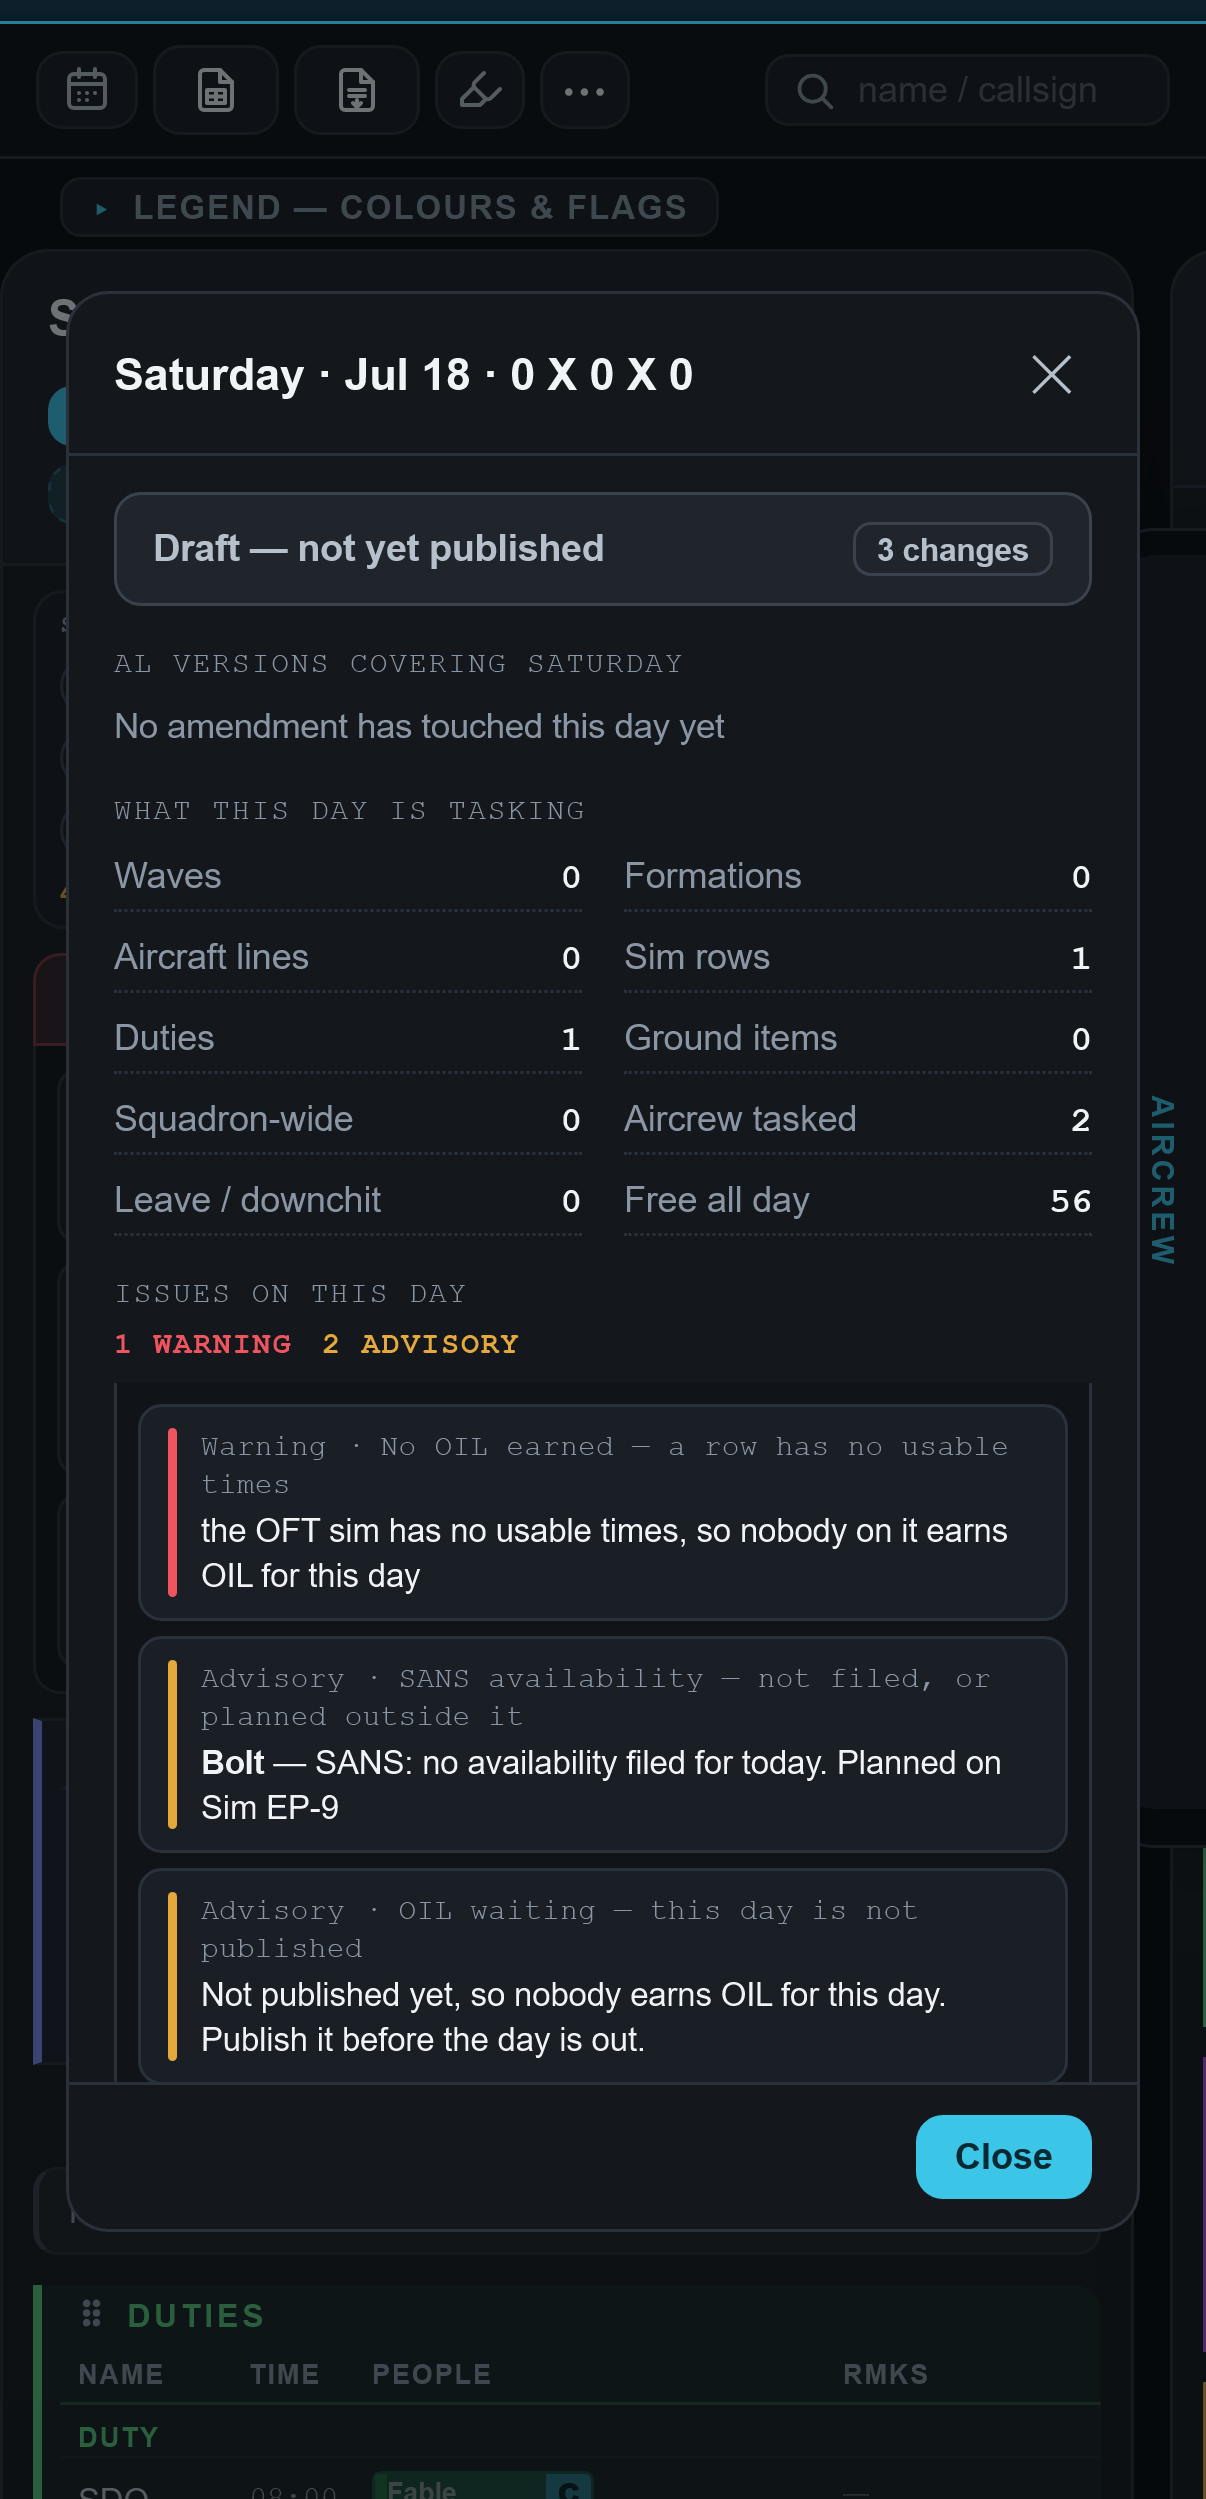 name / callsign
LEGEND — COLOURS & FLAGS
Saturday · Jul 18 · 0 X 0 X 0
Draft — not yet published
3 changes
AL VERSIONS COVERING SATURDAY
No amendment has touched this day yet
WHAT THIS DAY IS TASKING
Waves 0
Formations 0
Aircraft lines 0
Sim rows 1
Duties 1
Ground items 0
Squadron-wide 0
Aircrew tasked 2
Leave / downchit 0
Free all day 56
AIRCREW
ISSUES ON THIS DAY
1 WARNING 2 ADVISORY
Warning · No OIL earned — a row has no usable
times
the OFT sim has no usable times, so nobody on it earns
OIL for this day
Advisory · SANS availability — not filed, or
planned outside it
Bolt — SANS: no availability filed for today. Planned on
Sim EP-9
Advisory · OIL waiting — this day is not
published
Not published yet, so nobody earns OIL for this day.
Publish it before the day is out.
Close
DUTIES
NAME TIME PEOPLE RMKS
DUTY
SDO 08:00 Fable C —